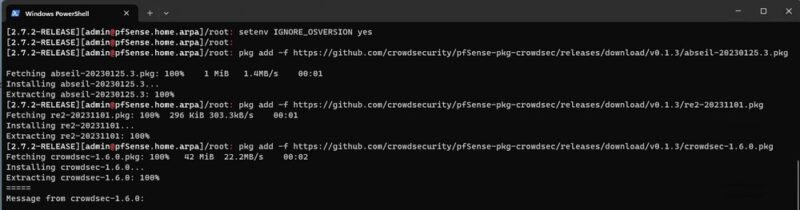 Windows PowerShell
[2.7.2-RELEASE][admin@pfSense.home.arpa]/root: setenv IGNORE_OSVERSION yes
[2.7.2-RELEASE][admin@pfSense.home.arpa]/root:
[2.7.2-RELEASE][admin@pfSense.home.arpa]/root: pkg add -f https://github.com/crowdsecurity/pfSense-pkg-crowdsec/releases/download/v0.1.3/abseil-20230125.3.pkg
Fetching abseil-20230125.3.pkg: 100%    1 MiB   1.4MB/s    00:01
Installing abseil-20230125.3...
Extracting abseil-20230125.3: 100%
[2.7.2-RELEASE][admin@pfSense.home.arpa]/root: pkg add -f https://github.com/crowdsecurity/pfSense-pkg-crowdsec/releases/download/v0.1.3/re2-20231101.pkg
Fetching re2-20231101.pkg: 100%  296 KiB 303.3kB/s    00:01
Installing re2-20231101...
Extracting re2-20231101: 100%
[2.7.2-RELEASE][admin@pfSense.home.arpa]/root: pkg add -f https://github.com/crowdsecurity/pfSense-pkg-crowdsec/releases/download/v0.1.3/crowdsec-1.6.0.pkg
Fetching crowdsec-1.6.0.pkg: 100%   42 MiB  22.2MB/s    00:02
Installing crowdsec-1.6.0...
Extracting crowdsec-1.6.0: 100%
=====
Message from crowdsec-1.6.0: